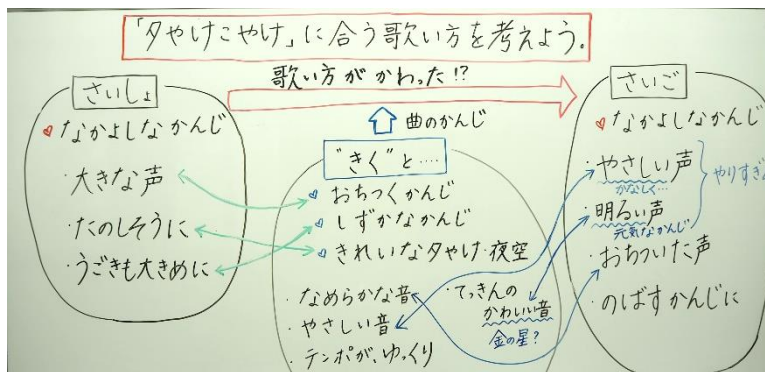 「夕やけこやけ」に合う歌い方を考えよう。
歌い方がかわった!?
さいしょ
なかよしなかんじ
・大きな声
・たのしそうに
・うごきも大きめに
曲のかんじ
"きく"と……
おちつくかんじ
しずかなかんじ
きれいな夕やけ・夜空
・なめらかな音
・やさしい音
・テンポが、ゆっくり
・てっきんの
かわいい音
金の星?
さいご
なかよしなかんじ
・やさしい声
かなしく…
・明るい声
元気なかんじ
やりすぎ
・おちついた声
・のばすかんじに